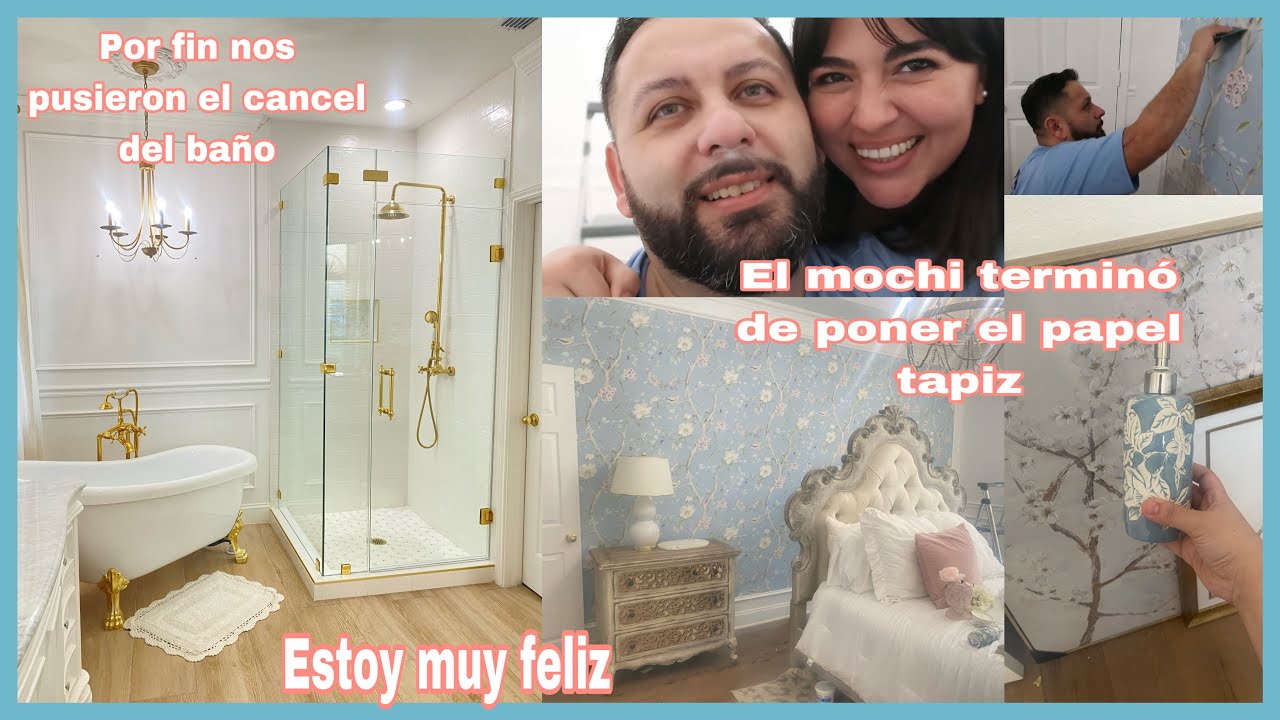 Por fin nos
pusieron el cancel
del baño
El mochi terminó
de poner el papel
tapiz
Estoy muy feliz